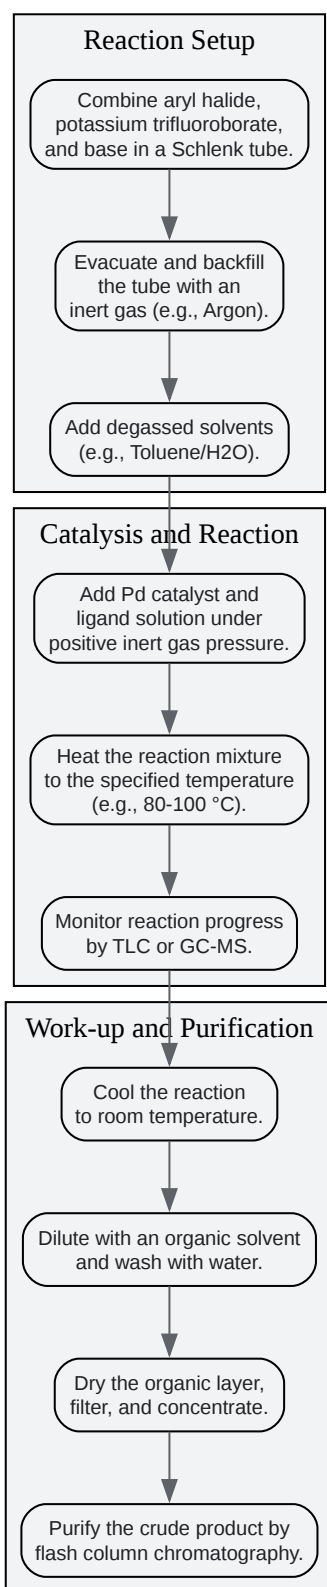 Reaction Setup
Combine aryl halide,
potassium trifluoroborate,
and base in a Schlenk tube.
Evacuate and backfill
the tube with an
inert gas (e.g., Argon).
Add degassed solvents
(e.g., Toluene/H2O).
Catalysis and Reaction
Add Pd catalyst and
ligand solution under
positive inert gas pressure.
Heat the reaction mixture
to the specified temperature
(e.g., 80-100 °C).
Monitor reaction progress
by TLC or GC-MS.
Work-up and Purification
Cool the reaction
to room temperature.
Dilute with an organic solvent
and wash with water.
Dry the organic layer,
filter, and concentrate.
Purify the crude product by
flash column chromatography.